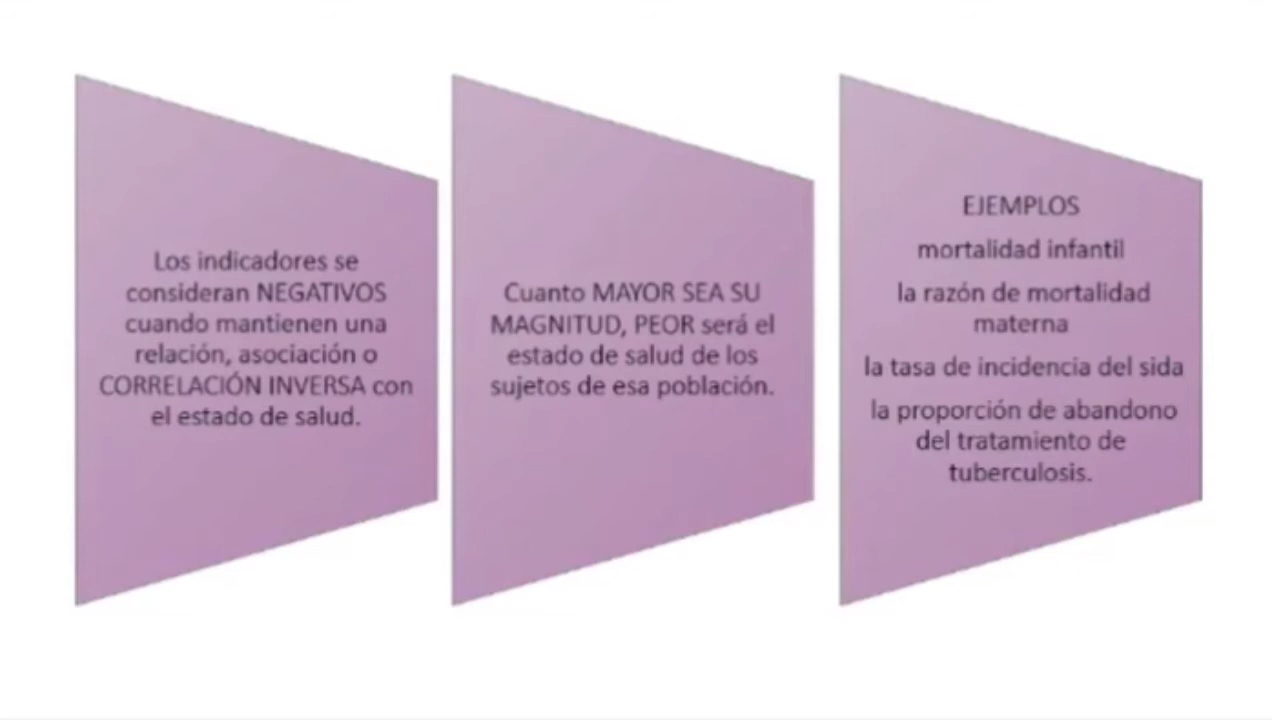 Los indicadores se
consideran NEGATIVOS
cuando mantienen una
relación, asociación o
CORRELACIÓN INVERSA con
el estado de salud.
Cuanto MAYOR SEA SU
MAGNITUD, PEOR será el
estado de salud de los
sujetos de esa población.
EJEMPLOS
mortalidad infantil
la razón de mortalidad
materna
la tasa de incidencia del sida
la proporción de abandono
del tratamiento de
tuberculosis.